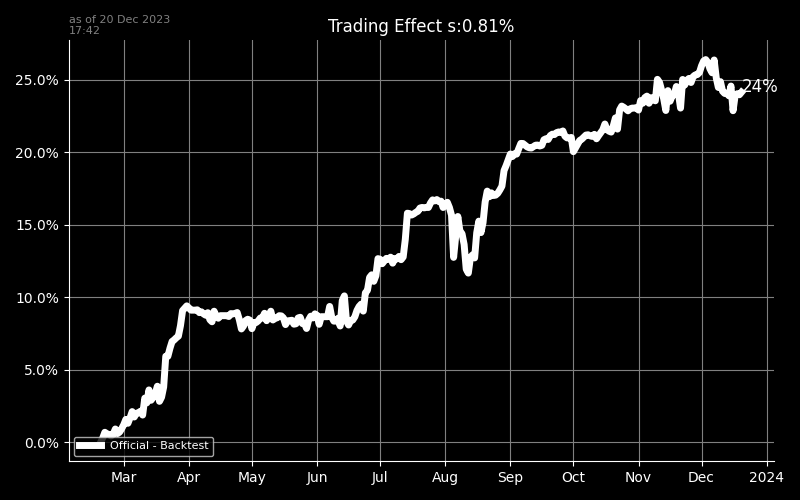 as of 20 Dec 2023
17:42
Trading Effect s:0.81%
25.0%
20.0%
15.0%
10.0%
5.0%
0.0%
24%
Official - Backtest
Mar Apr May Jun Jul Aug Sep Oct Nov Dec 2024